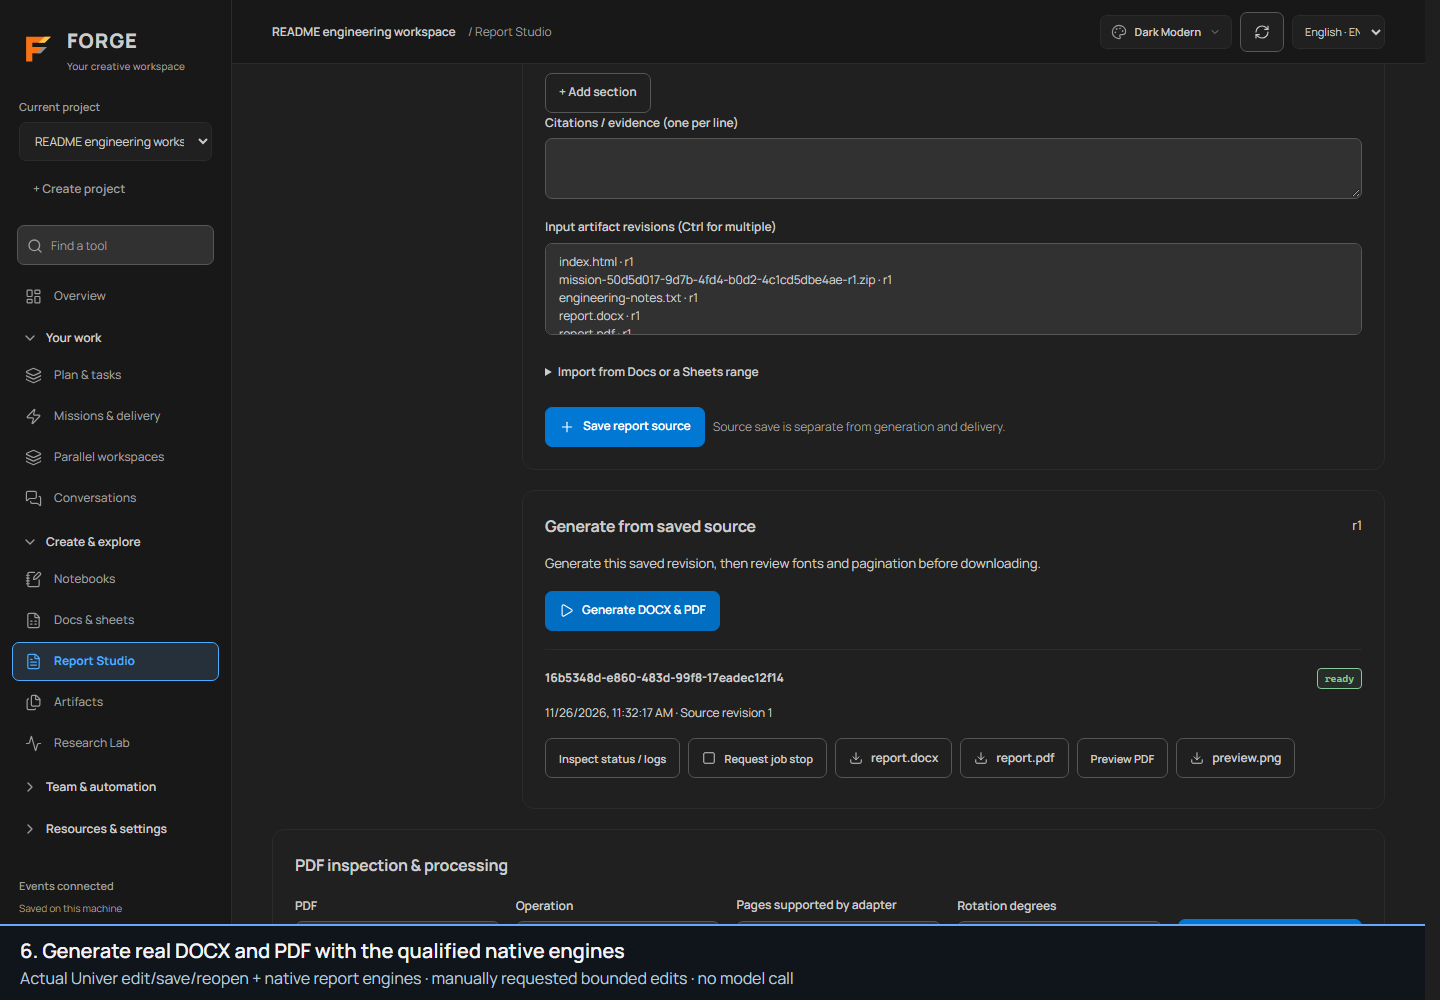 FORGE
Your creative workspace
Current project
README engineering works
+ Create project
Find a tool
Overview
Your work
Plan & tasks
Missions & delivery
Parallel workspaces
Conversations
Create & explore
Notebooks
Docs & sheets
Report Studio
Artifacts
Research Lab
Team & automation
Resources & settings
Events connected
Saved on this machine
README engineering workspace / Report Studio
Dark Modern
English · EN
+ Add section
Citations / evidence (one per line)
Input artifact revisions (Ctrl for multiple)
index.html · r1
mission-50d5d017-9d7b-4fd4-b0d2-4c1cd5dbe4ae-r1.zip · r1
engineering-notes.txt · r1
report.docx · r1
report.pdf · r1
Import from Docs or a Sheets range
Save report source
Source save is separate from generation and delivery.
Generate from saved source
r1
Generate this saved revision, then review fonts and pagination before downloading.
Generate DOCX & PDF
16b5348d-e860-483d-99f8-17eadec12f14
ready
11/26/2026, 11:32:17 AM · Source revision 1
Inspect status / logs
Request job stop
report.docx
report.pdf
Preview PDF
preview.png
PDF inspection & processing
PDF
Operation
Pages supported by adapter
Rotation degrees
6. Generate real DOCX and PDF with the qualified native engines
Actual Univer edit/save/reopen + native report engines · manually requested bounded edits · no model call